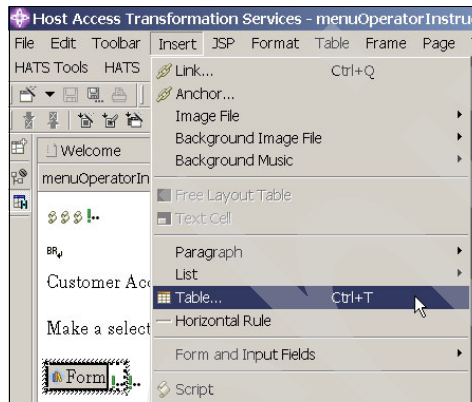 Host Access Transformation Services - menuOperatorInstru
File Edit Toolbar Insert JSP Format Table Frame Page
HATS Tools HATS
Link... Ctrl+Q
Anchor...
Image File
Background Image File
Background Music
Welcome
menuOperatorIn
Free Layout Table
Text Cell
BR
Paragraph
List
Customer Acc
Table... Ctrl+T
Horizontal Rule
Make a select
Form and Input Fields
Form
Script